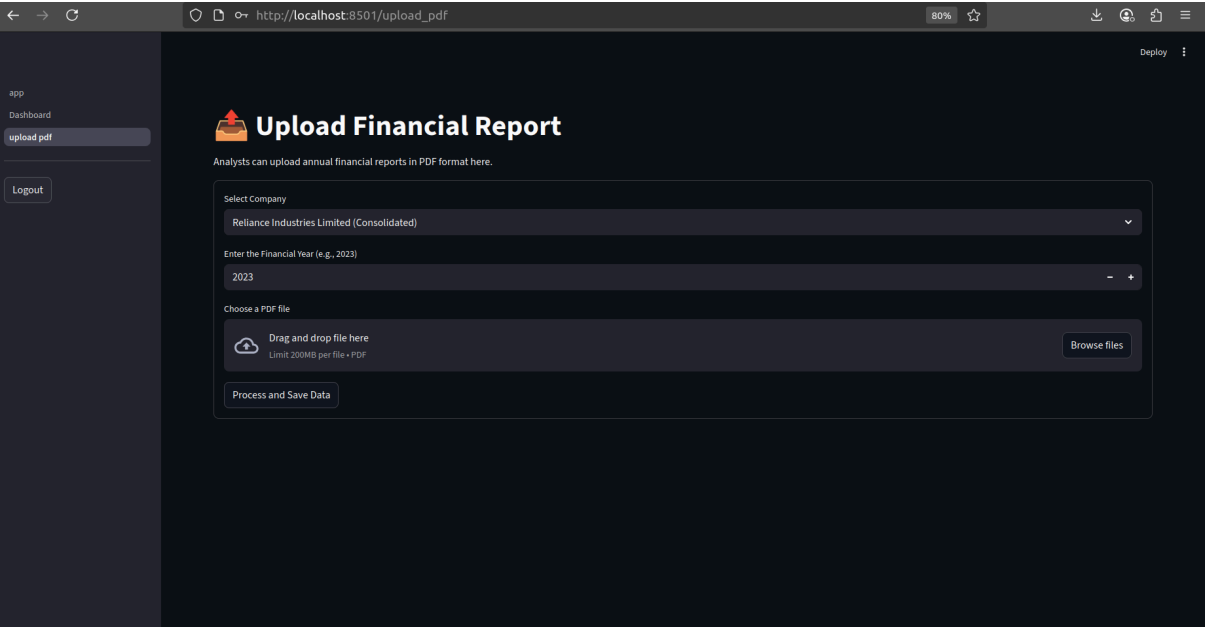 http://localhost:8501/upload_pdf
80%
Deploy
app
Dashboard
upload pdf
Logout
Upload Financial Report
Analysts can upload annual financial reports in PDF format here.
Select Company
Reliance Industries Limited (Consolidated)
Enter the Financial Year (e.g., 2023)
2023
Choose a PDF file
Drag and drop file here
Limit 200MB per file • PDF
Browse files
Process and Save Data